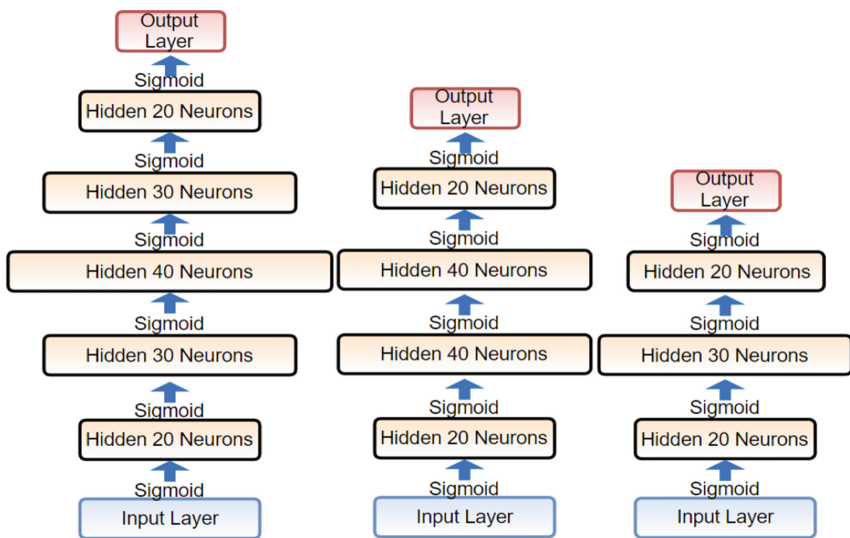 Output
Layer
Sigmoid
Hidden 20 Neurons
Sigmoid
Hidden 30 Neurons
Sigmoid
Hidden 40 Neurons
Sigmoid
Hidden 30 Neurons
Sigmoid
Hidden 20 Neurons
Sigmoid
Input Layer
Output
Layer
Sigmoid
Hidden 20 Neurons
Sigmoid
Hidden 40 Neurons
Sigmoid
Hidden 40 Neurons
Sigmoid
Hidden 20 Neurons
Sigmoid
Input Layer
Output
Layer
Sigmoid
Hidden 20 Neurons
Sigmoid
Hidden 30 Neurons
Sigmoid
Hidden 20 Neurons
Sigmoid
Input Layer